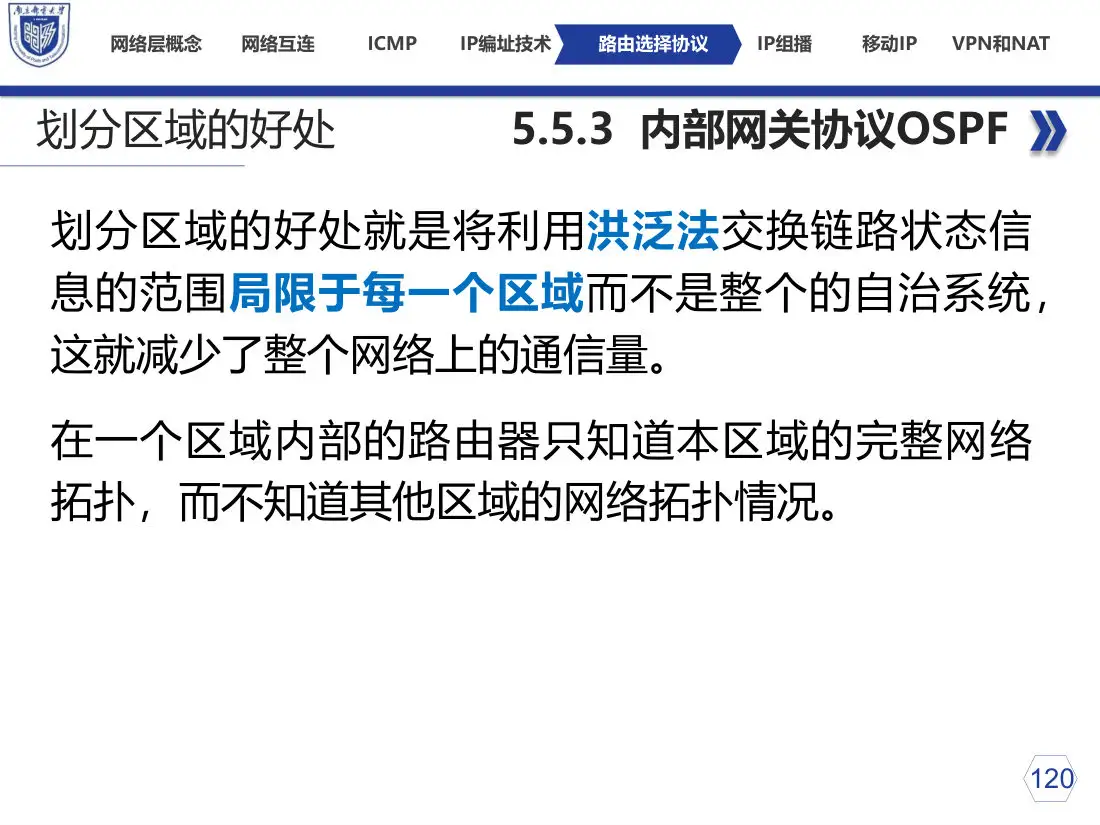 网络层概念 网络互连 ICMP IP编址技术 路由选择协议 IP组播 移动IP VPN和NAT
划分区域的好处 5.5.3 内部网关协议OSPF
划分区域的好处就是将利用洪泛法交换链路状态信
息的范围局限于每一个区域而不是整个的自治系统，
这就减少了整个网络上的通信量。
在一个区域内部的路由器只知道本区域的完整网络
拓扑，而不知道其他区域的网络拓扑情况。
120